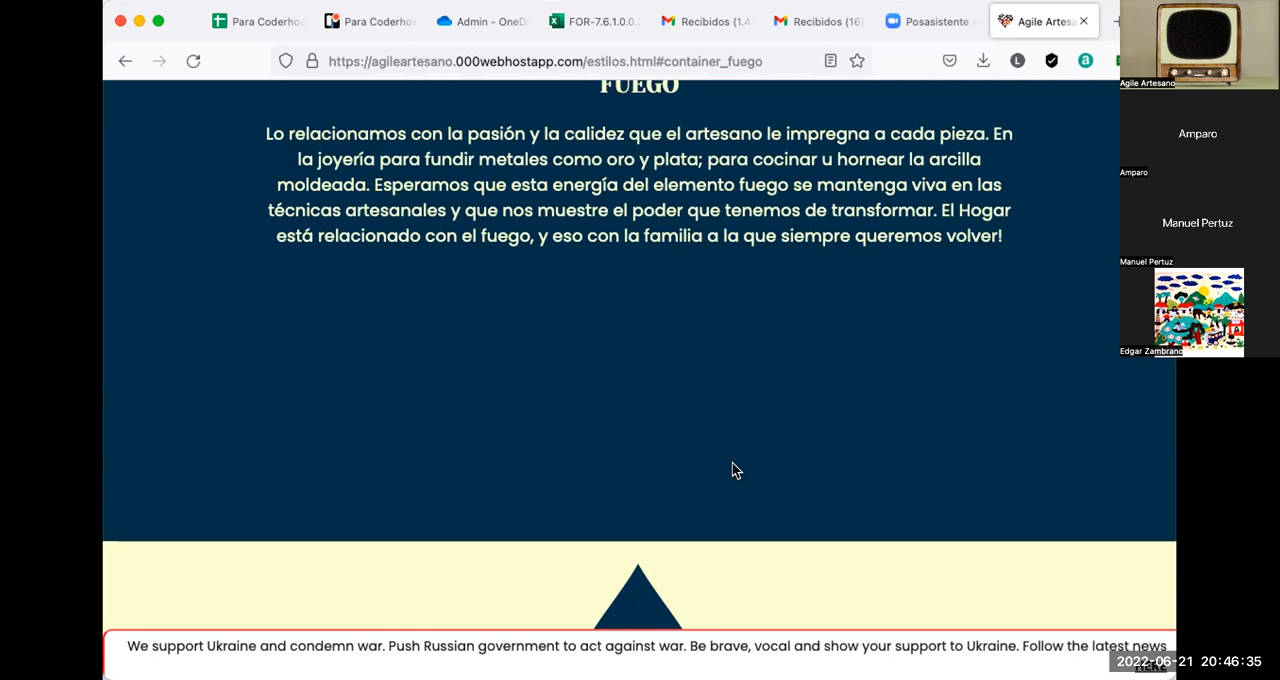 Para Coderhou
Para Coderho
Admin - OneD
FOR-7.6.1.0.0.
Recibidos (1.4
Recibidos (16)
Posasistente -
Agile Artesa
https://agileartesano.000webhostapp.com/estilos.html#container_fuego
FUEGO
Lo relacionamos con la pasión y la calidez que el artesano le impregna a cada pieza. En
la joyería para fundir metales como oro y plata; para cocinar u hornear la arcilla
moldeada. Esperamos que esta energía del elemento fuego se mantenga viva en las
técnicas artesanales y que nos muestre el poder que tenemos de transformar. El Hogar
está relacionado con el fuego, y eso con la familia a la que siempre queremos volver!
We support Ukraine and condemn war. Push Russian government to act against war. Be brave, vocal and show your support to Ukraine. Follow the latest news
Agile Artesano
Amparo
Amparo
Manuel Pertuz
Manuel Pertuz
Edgar Zambrano
2022-06-21 20:46:35